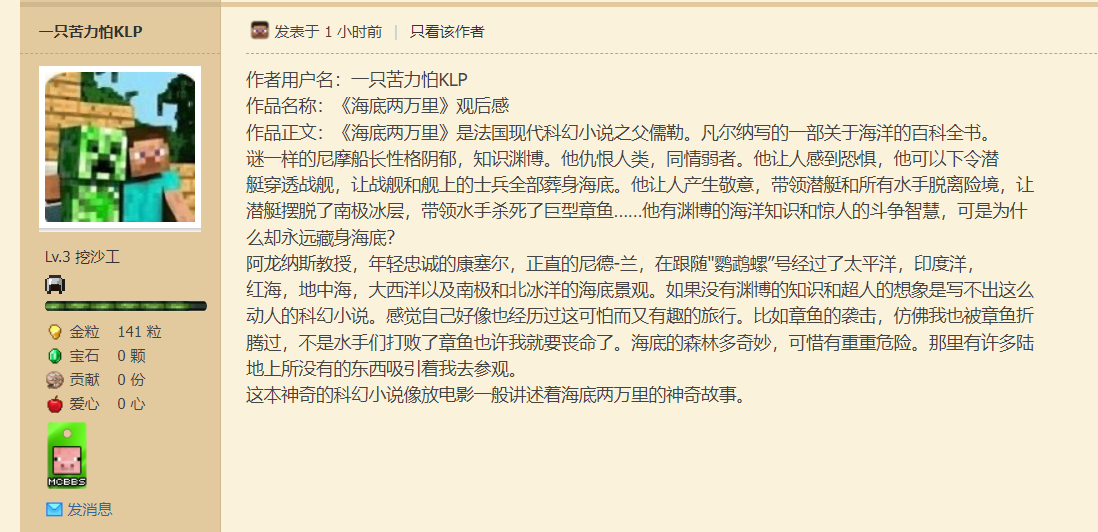 一只苦力怕KLP
Lv.3 挖沙工
金粒 141 粒
宝石 0 颗
贡献 0 份
爱心 0 心
MCBBS
发消息
发表于 1 小时前 | 只看该作者
作者用户名：一只苦力怕KLP
作品名称：《海底两万里》观后感
作品正文：《海底两万里》是法国现代科幻小说之父儒勒。凡尔纳写的一部关于海洋的百科全书。
谜一样的尼摩船长性格阴郁，知识渊博。他仇恨人类，同情弱者。他让人感到恐惧，他可以下令潜
艇穿透战舰，让战舰和舰上的士兵全部葬身海底。他让人产生敬意，带领潜艇和所有水手脱离险境，让
潜艇摆脱了南极冰层，带领水手杀死了巨型章鱼……他有渊博的海洋知识和惊人的斗争智慧，可是为什
么却永远藏身海底？
阿龙纳斯教授，年轻忠诚的康塞尔，正直的尼德-兰，在跟随"鹦鹉螺"号经过了太平洋，印度洋，
红海，地中海，大西洋以及南极和北冰洋的海底景观。如果没有渊博的知识和超人的想象是写不出这么
动人的科幻小说。感觉自己好像也经历过这可怕而又有趣的旅行。比如章鱼的袭击，仿佛我也被章鱼折
腾过，不是水手们打败了章鱼也许我就要丧命了。海底的森林多奇妙，可惜有重重危险。那里有许多陆
地上所没有的东西吸引着我去参观。
这本神奇的科幻小说像放电影一般讲述着海底两万里的神奇故事。